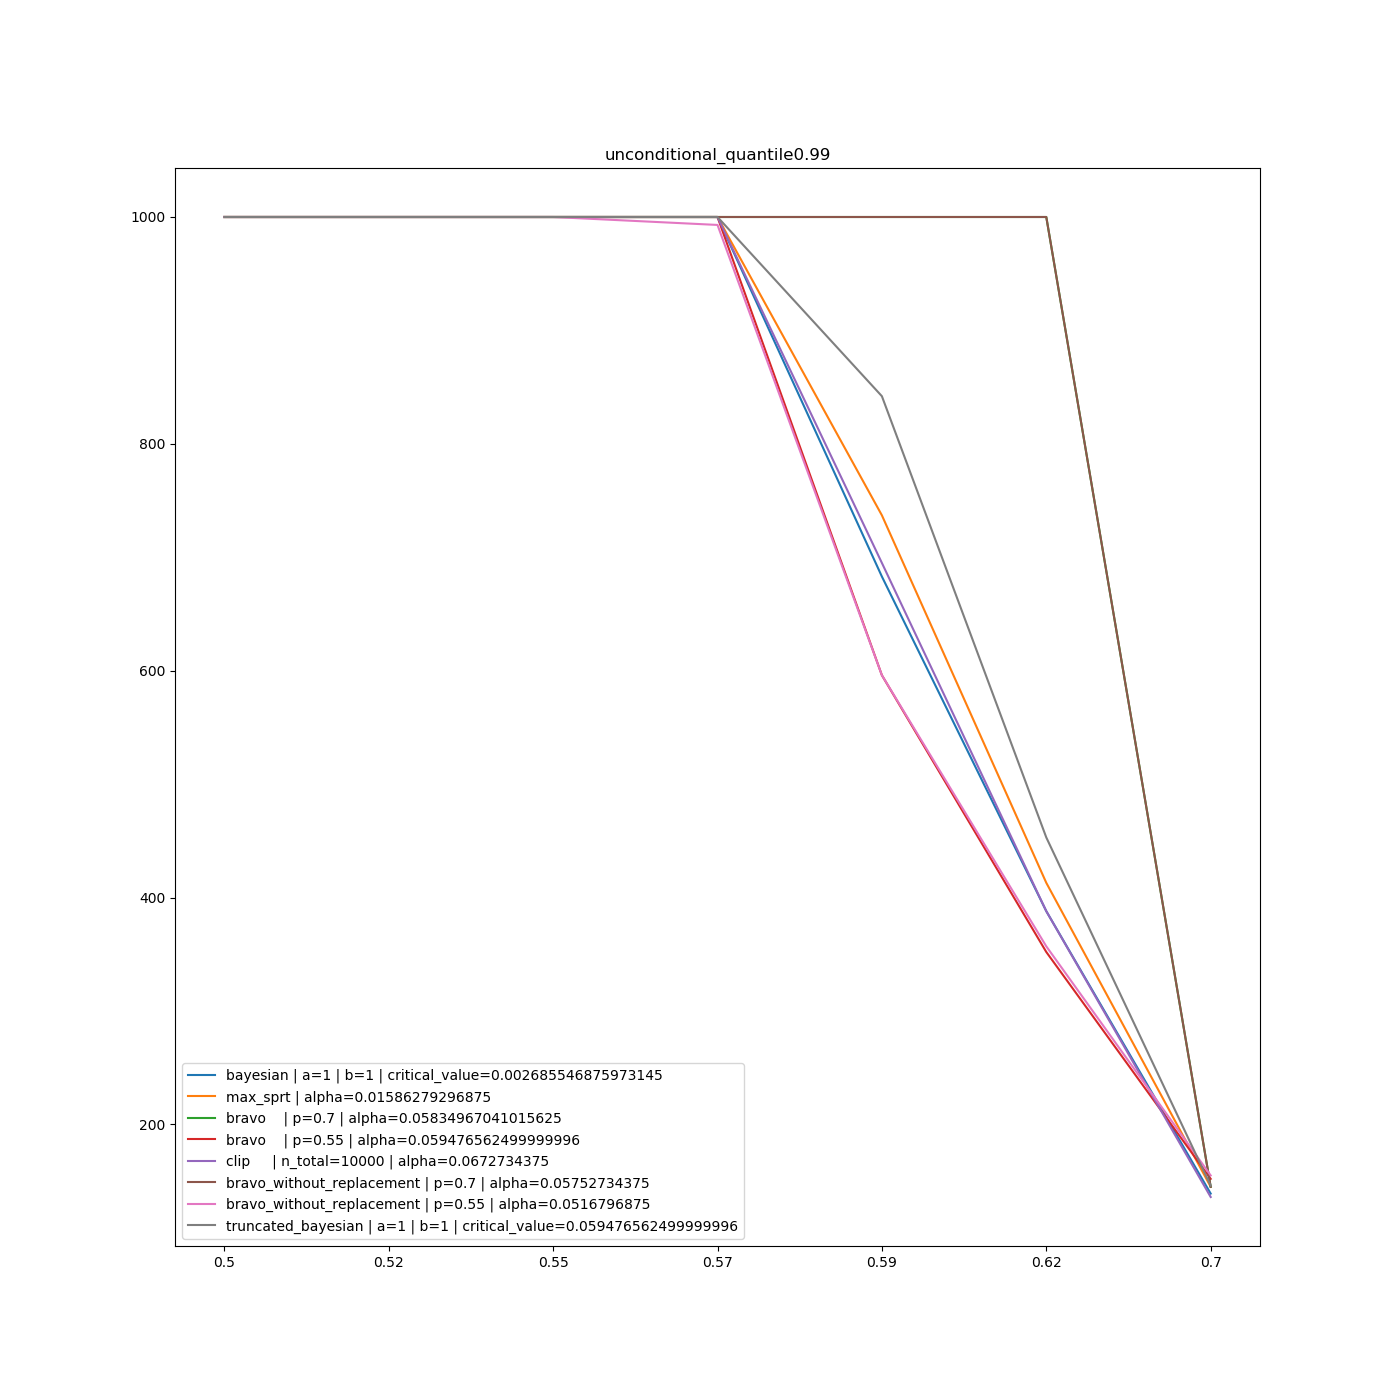 unconditional_quantile0.99
1000
800
600
400
200
bayesian | a=1 | b=1 | critical_value=0.002685546875973145
max_sprt | alpha=0.01586279296875
bravo    | p=0.7 | alpha=0.05834967041015625
bravo    | p=0.55 | alpha=0.059476562499999996
clip     | n_total=10000 | alpha=0.0672734375
bravo_without_replacement | p=0.7 | alpha=0.05752734375
bravo_without_replacement | p=0.55 | alpha=0.0516796875
truncated_bayesian | a=1 | b=1 | critical_value=0.059476562499999996
0.5 0.52 0.55 0.57 0.59 0.62 0.7